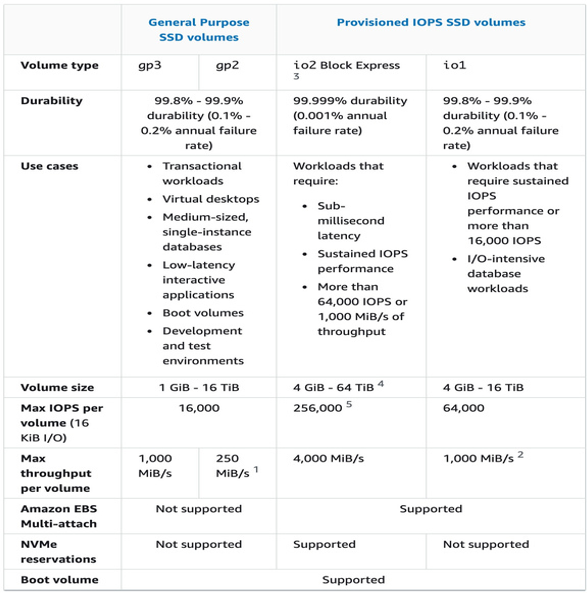 General Purpose
SSD volumes
Provisioned IOPS SSD volumes
Volume type
gp3
gp2
io2 Block Express
3
io1
Durability
99.8% - 99.9%
durability (0.1% -
0.2% annual failure
rate)
99.999% durability
(0.001% annual
failure rate)
99.8% - 99.9%
durability (0.1% -
0.2% annual failure
rate)
Use cases
• Transactional
workloads
• Virtual desktops
• Medium-sized,
single-instance
databases
• Low-latency
interactive
applications
• Boot volumes
• Development
and test
environments
Workloads that
require:
• Sub-
millisecond
latency
• Sustained IOPS
performance
• More than
64,000 IOPS or
1,000 MiB/s of
throughput
• Workloads that
require sustained
IOPS
performance or
more than
16,000 IOPS
• I/O-intensive
database
workloads
Volume size
1 GiB - 16 TiB
4 GiB - 64 TiB 4
4 GiB - 16 TiB
Max IOPS per
volume (16
KiB I/O)
16,000
256,000 5
64,000
Max
throughput
per volume
1,000
MiB/s
250
MiB/s 1
4,000 MiB/s
1,000 MiB/s 2
Amazon EBS
Multi-attach
Not supported
Supported
NVMe
reservations
Not supported
Supported
Not supported
Boot volume
Supported